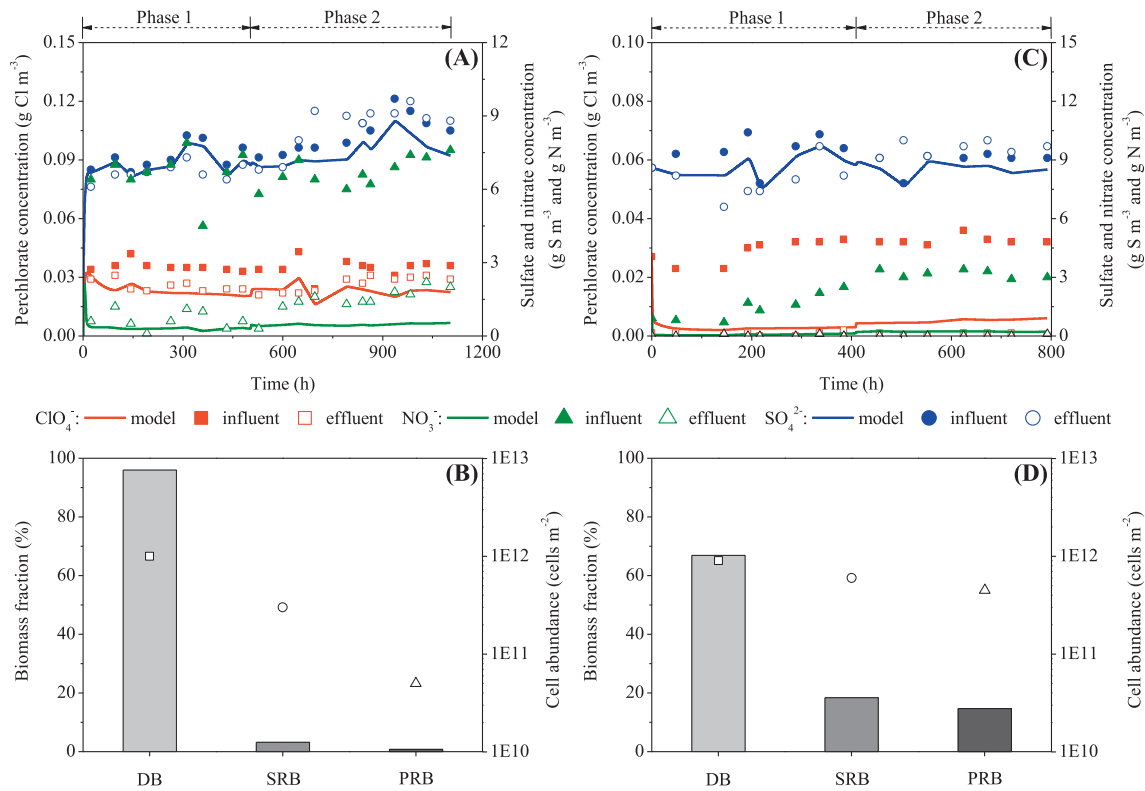 Phase 1
Phase 2
Phase 1
Phase 2
(A)
(C)
Perchlorate concentration (g Cl m⁻³)
0.15
0.12
0.09
0.06
0.03
0.00
12
9
6
3
0
Sulfate and nitrate concentration
(g S m⁻³ and g N m⁻³)
0
300
600
900
1200
Time (h)
Perchlorate concentration (g Cl m⁻³)
0.10
0.08
0.06
0.04
0.02
0.00
15
12
9
6
3
0
Sulfate and nitrate concentration
(g S m⁻³ and g N m⁻³)
0
200
400
600
800
Time (h)
ClO₄⁻: model influent effluent NO₃⁻: model influent effluent SO₄²⁻: model influent effluent
(B)
Biomass fraction (%)
100
80
60
40
20
0
1E13
1E12
1E11
1E10
Cell abundance (cells m⁻²)
DB
SRB
PRB
(D)
Biomass fraction (%)
100
80
60
40
20
0
1E13
1E12
1E11
1E10
Cell abundance (cells m⁻²)
DB
SRB
PRB